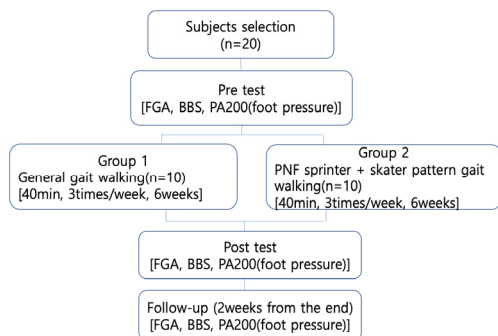 Subjects selection
(n=20)
Pre test
[FGA, BBS, PA200(foot pressure)]
Group 1
General gait walking(n=10)
[40min, 3times/week, 6weeks]
Group 2
PNF sprinter + skater pattern gait
walking(n=10)
[40min, 3times/week, 6weeks]
Post test
[FGA, BBS, PA200(foot pressure)]
Follow-up (2weeks from the end)
[FGA, BBS, PA200(foot pressure)]